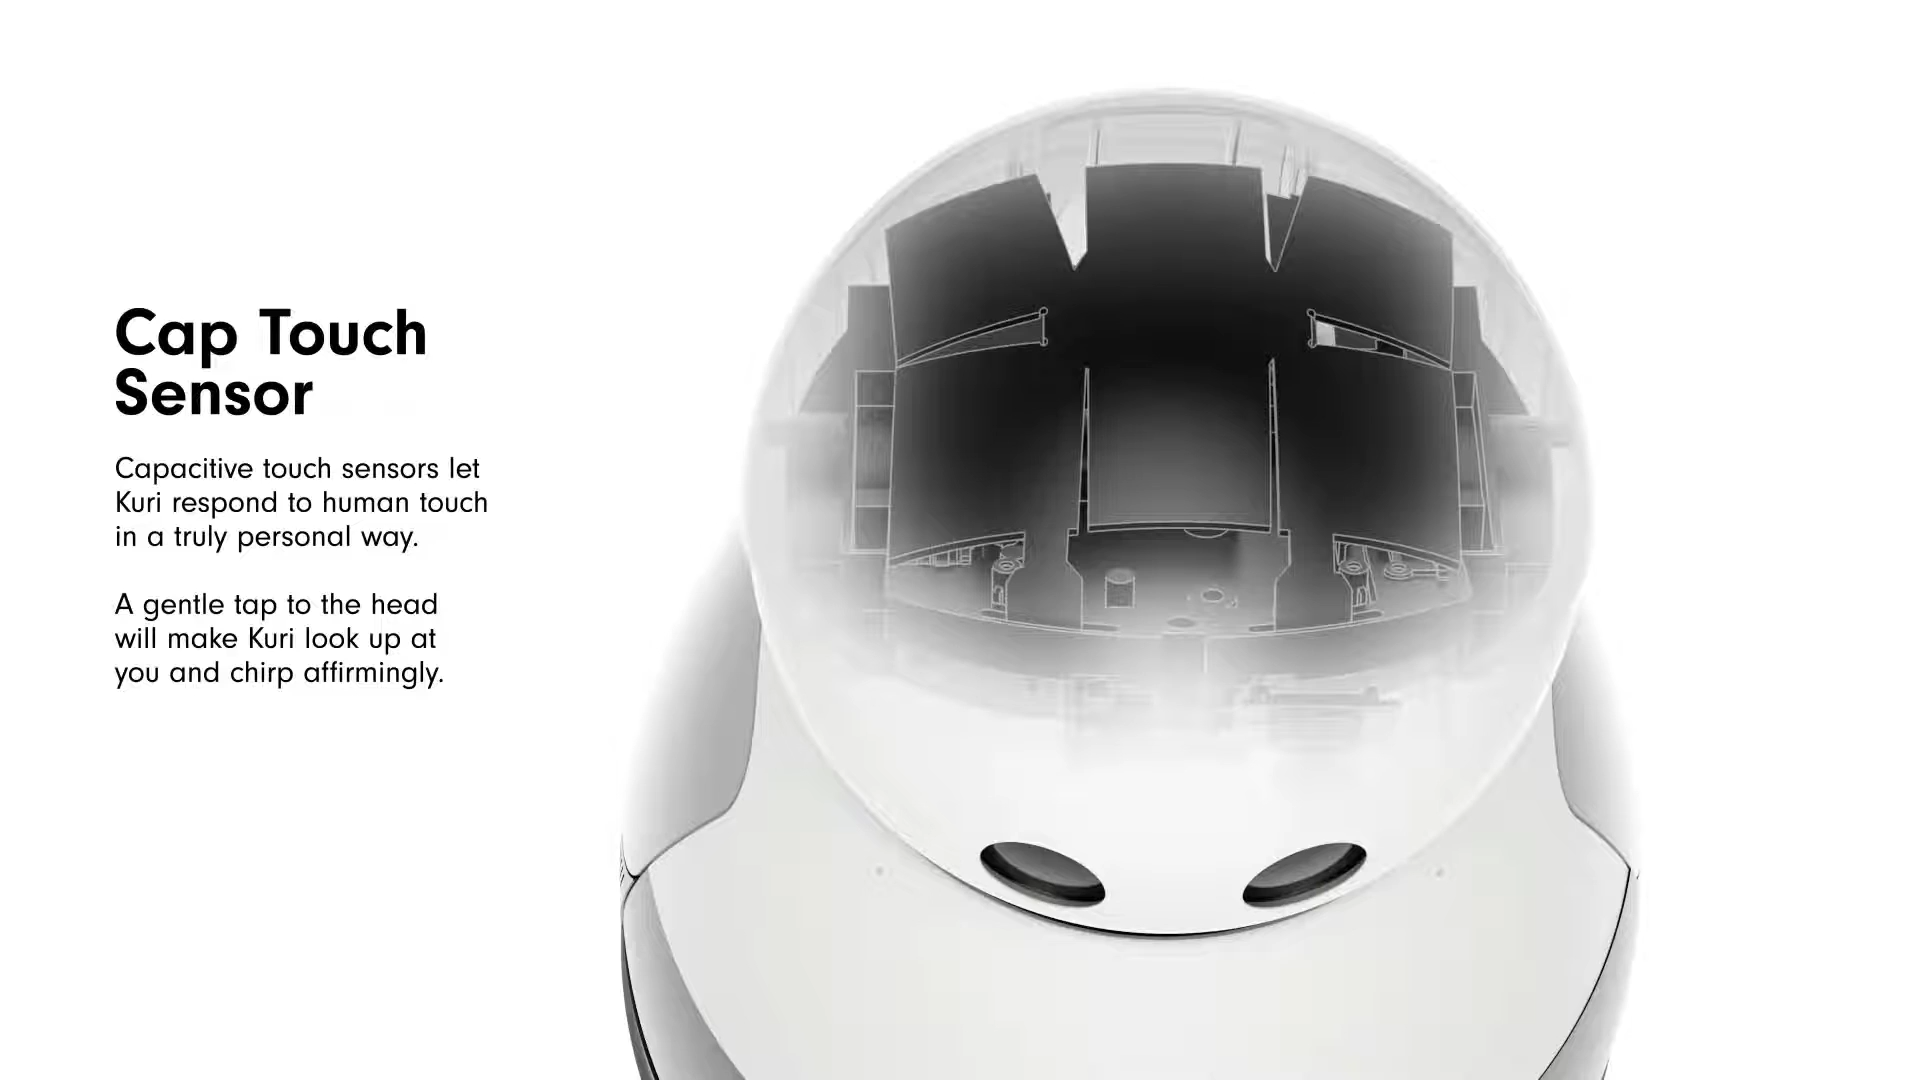 Cap Touch
Sensor
Capacitive touch sensors let
Kuri respond to human touch
in a truly personal way.
A gentle tap to the head
will make Kuri look up at
you and chirp affirmingly.